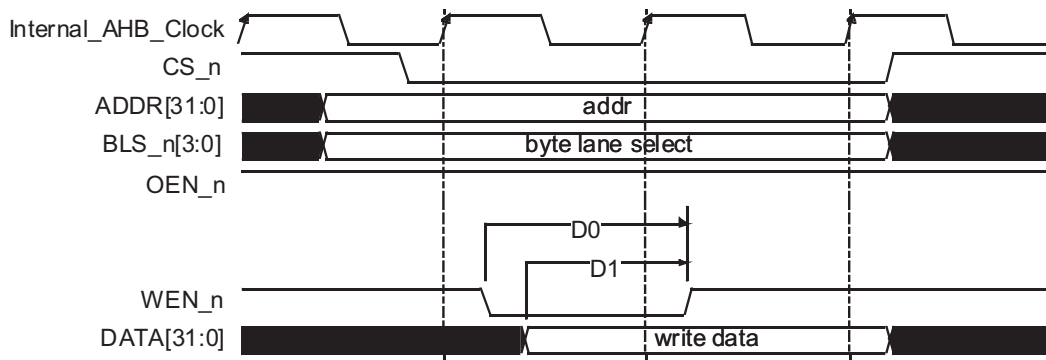 Internal_AHB_Clock
CS_n
ADDR[31:0] addr
BLS_n[3:0] byte lane select
OEN_n
D0
D1
WEN_n
DATA[31:0] write data